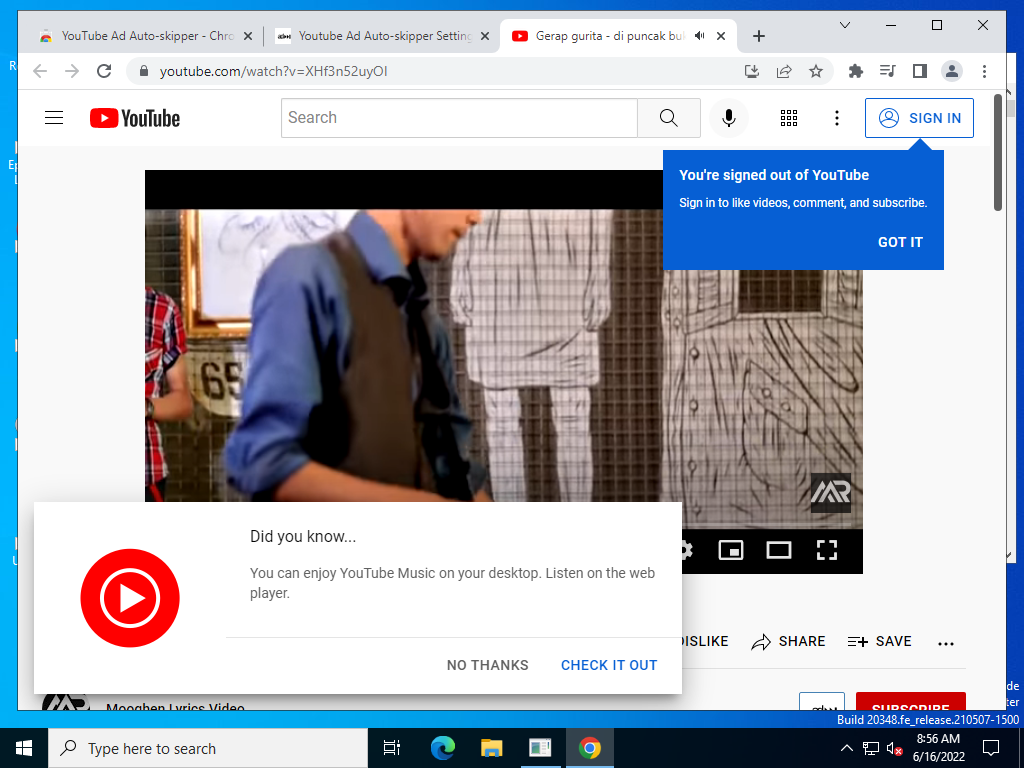 YouTube Ad Auto-skipper - Chro
Youtube Ad Auto-skipper Setting
Gerap gurita - di puncak buk
youtube.com/watch?v=XHf3n52uyOI
YouTube
Search
SIGN IN
You're signed out of YouTube
Sign in to like videos, comment, and subscribe.
GOT IT
65
MR
Did you know...
You can enjoy YouTube Music on your desktop. Listen on the web
player.
NO THANKS
CHECK IT OUT
DISLIKE
SHARE
SAVE
Mooghen Lyrics Video
SUBSCRIBE
Build 20348.fe_release.210507-1500
Type here to search
8:56 AM
6/16/2022